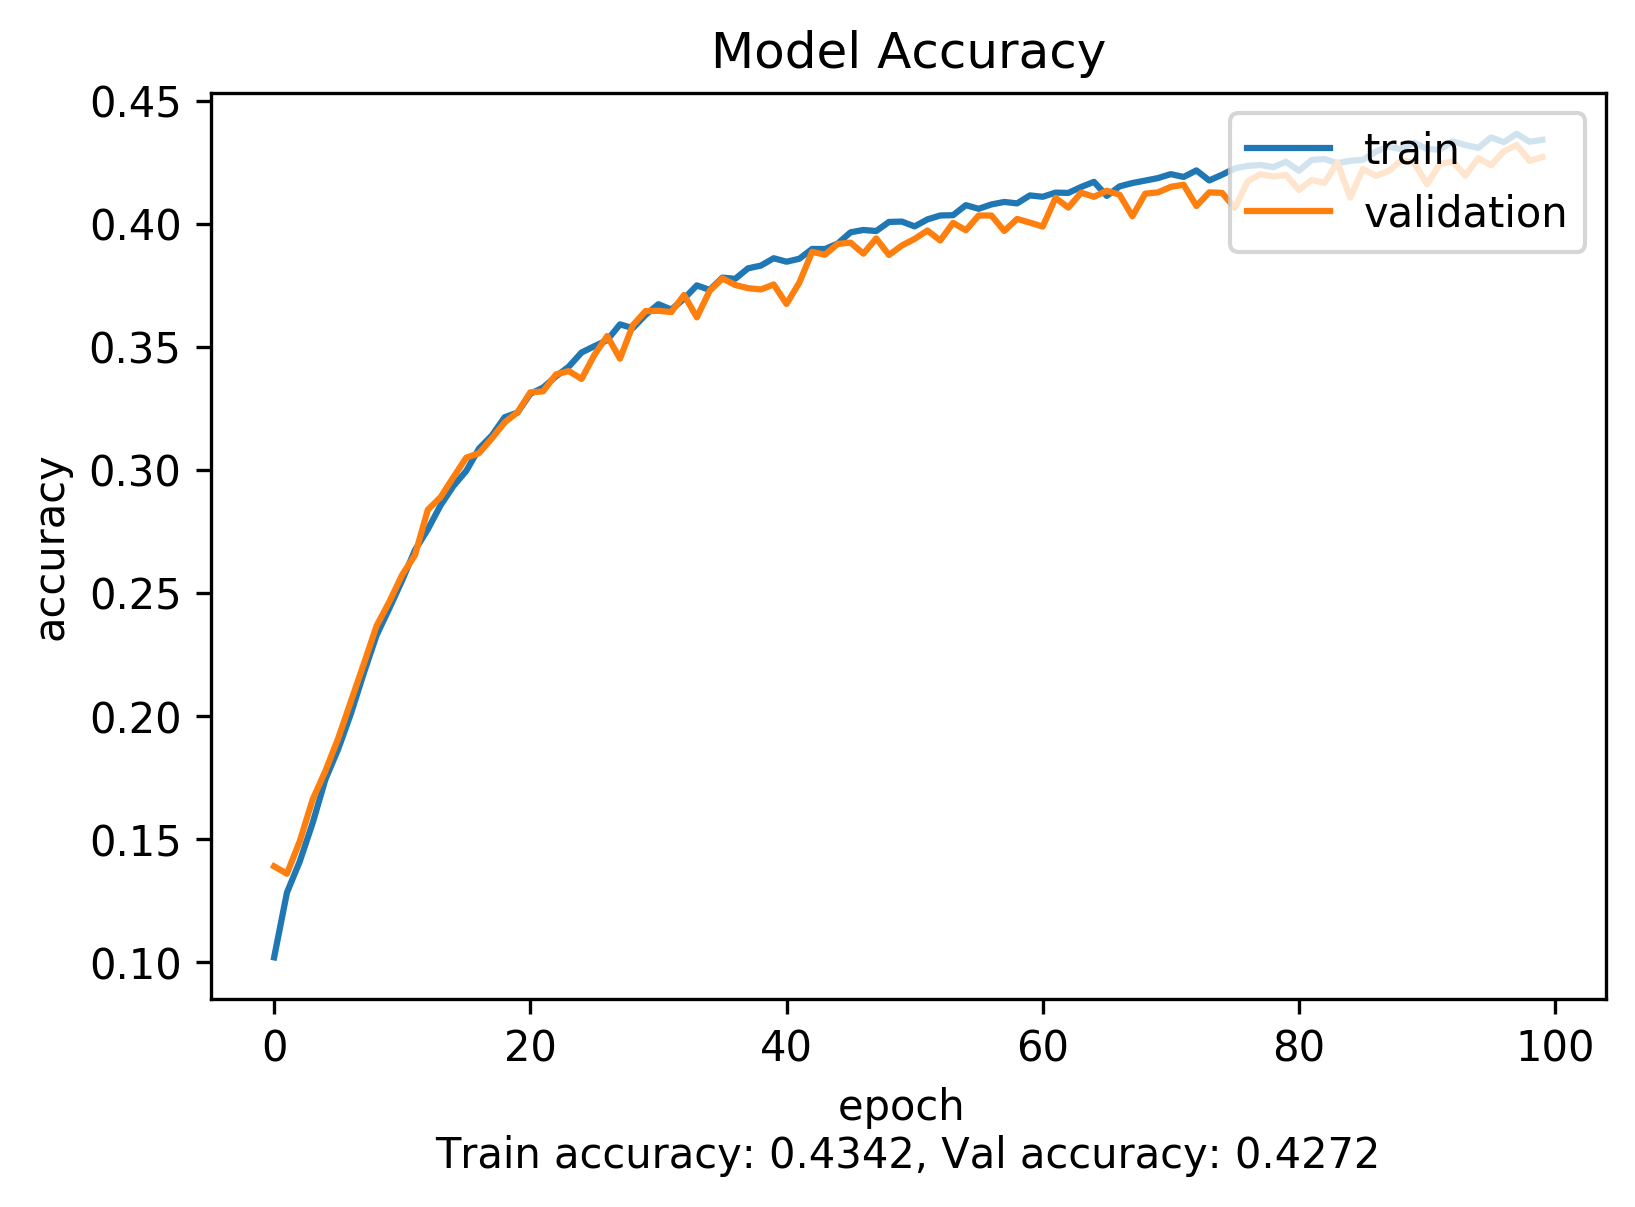 Model Accuracy
0.45
0.40
0.35
0.30
0.25
0.20
0.15
0.10
accuracy
train
validation
0 20 40 60 80 100
epoch
Train accuracy: 0.4342, Val accuracy: 0.4272